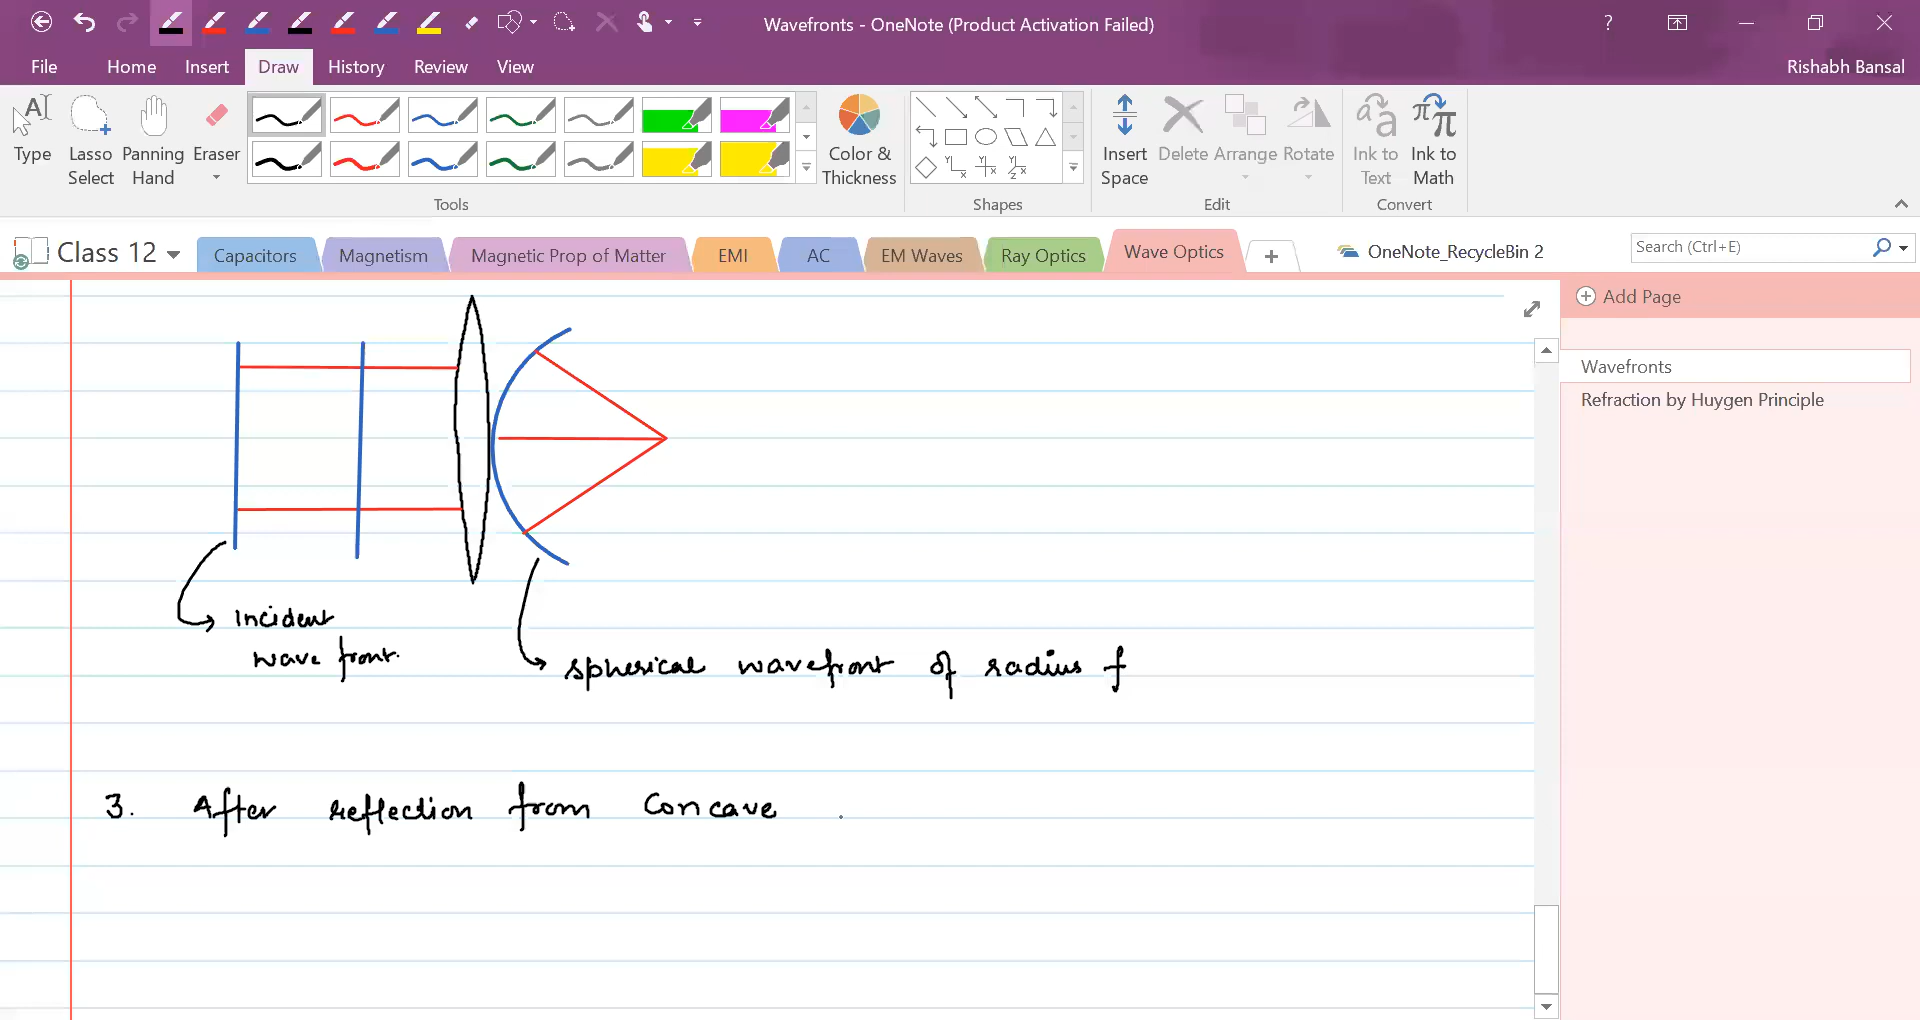 Wavefronts - OneNote (Product Activation Failed)
?
File Home Insert Draw History Review View
Rishabh Bansal
Type
Lasso Select
Panning Hand
Eraser
Color & Thickness
Insert Space
Delete
Arrange
Rotate
Ink to Text
Ink to Math
Tools
Shapes
Edit
Convert
Class 12
Capacitors
Magnetism
Magnetic Prop of Matter
EMI
AC
EM Waves
Ray Optics
Wave Optics
OneNote_RecycleBin 2
Search (Ctrl+E)
Add Page
Wavefronts
Refraction by Huygen Principle
incident
wave front.
spherical wavefront of radius f
3. After reflection from Concave